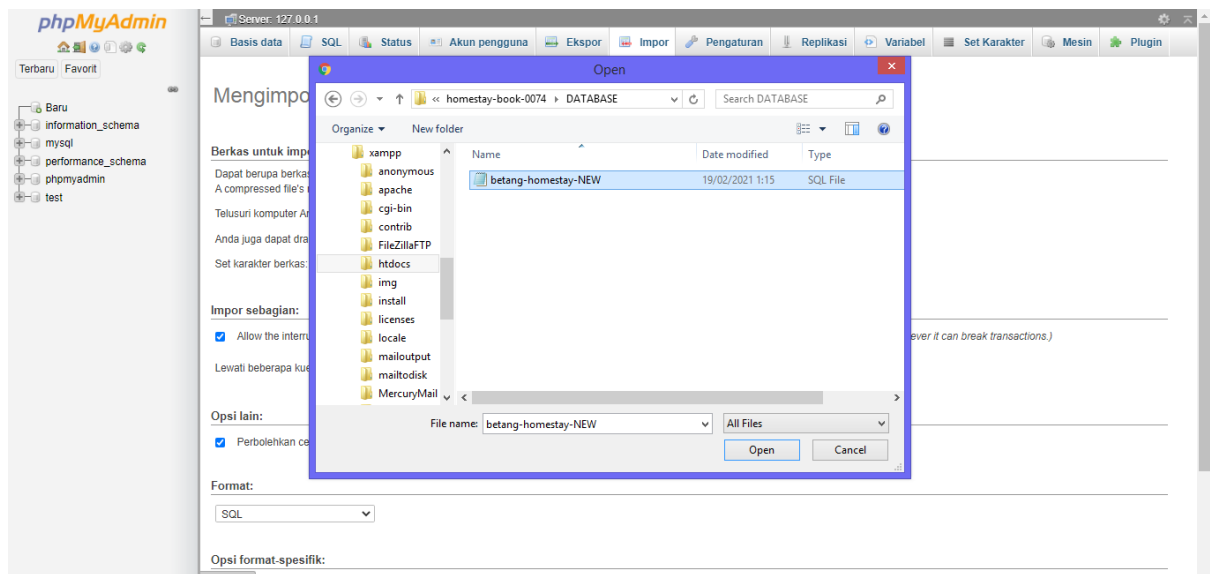 phpMyAdmin
Terbaru Favorit
Baru
information_schema
mysql
performance_schema
phpmyadmin
test
Server: 127.0.0.1
Basis data SQL Status Akun pengguna Ekspor Impor Pengaturan Replikasi Variabel Set Karakter Mesin Plugin
Mengimpo
Berkas untuk impo
Dapat berupa berkas
A compressed file's
Telusuri komputer An
Anda juga dapat dra
Set karakter berkas:
Impor sebagian:
Allow the interru
ever it can break transactions.)
Lewati beberapa kue
Opsi lain:
Perbolehkan ce
Format:
SQL
Opsi format-spesifik:
Open
« homestay-book-0074 DATABASE
Search DATABASE
Organize New folder
xampp
anonymous
apache
cgi-bin
contrib
FileZillaFTP
htdocs
img
install
licenses
locale
mailoutput
mailtodisk
MercuryMail
Name Date modified Type
betang-homestay-NEW 19/02/2021 1:15 SQL File
File name: betang-homestay-NEW All Files
Open Cancel